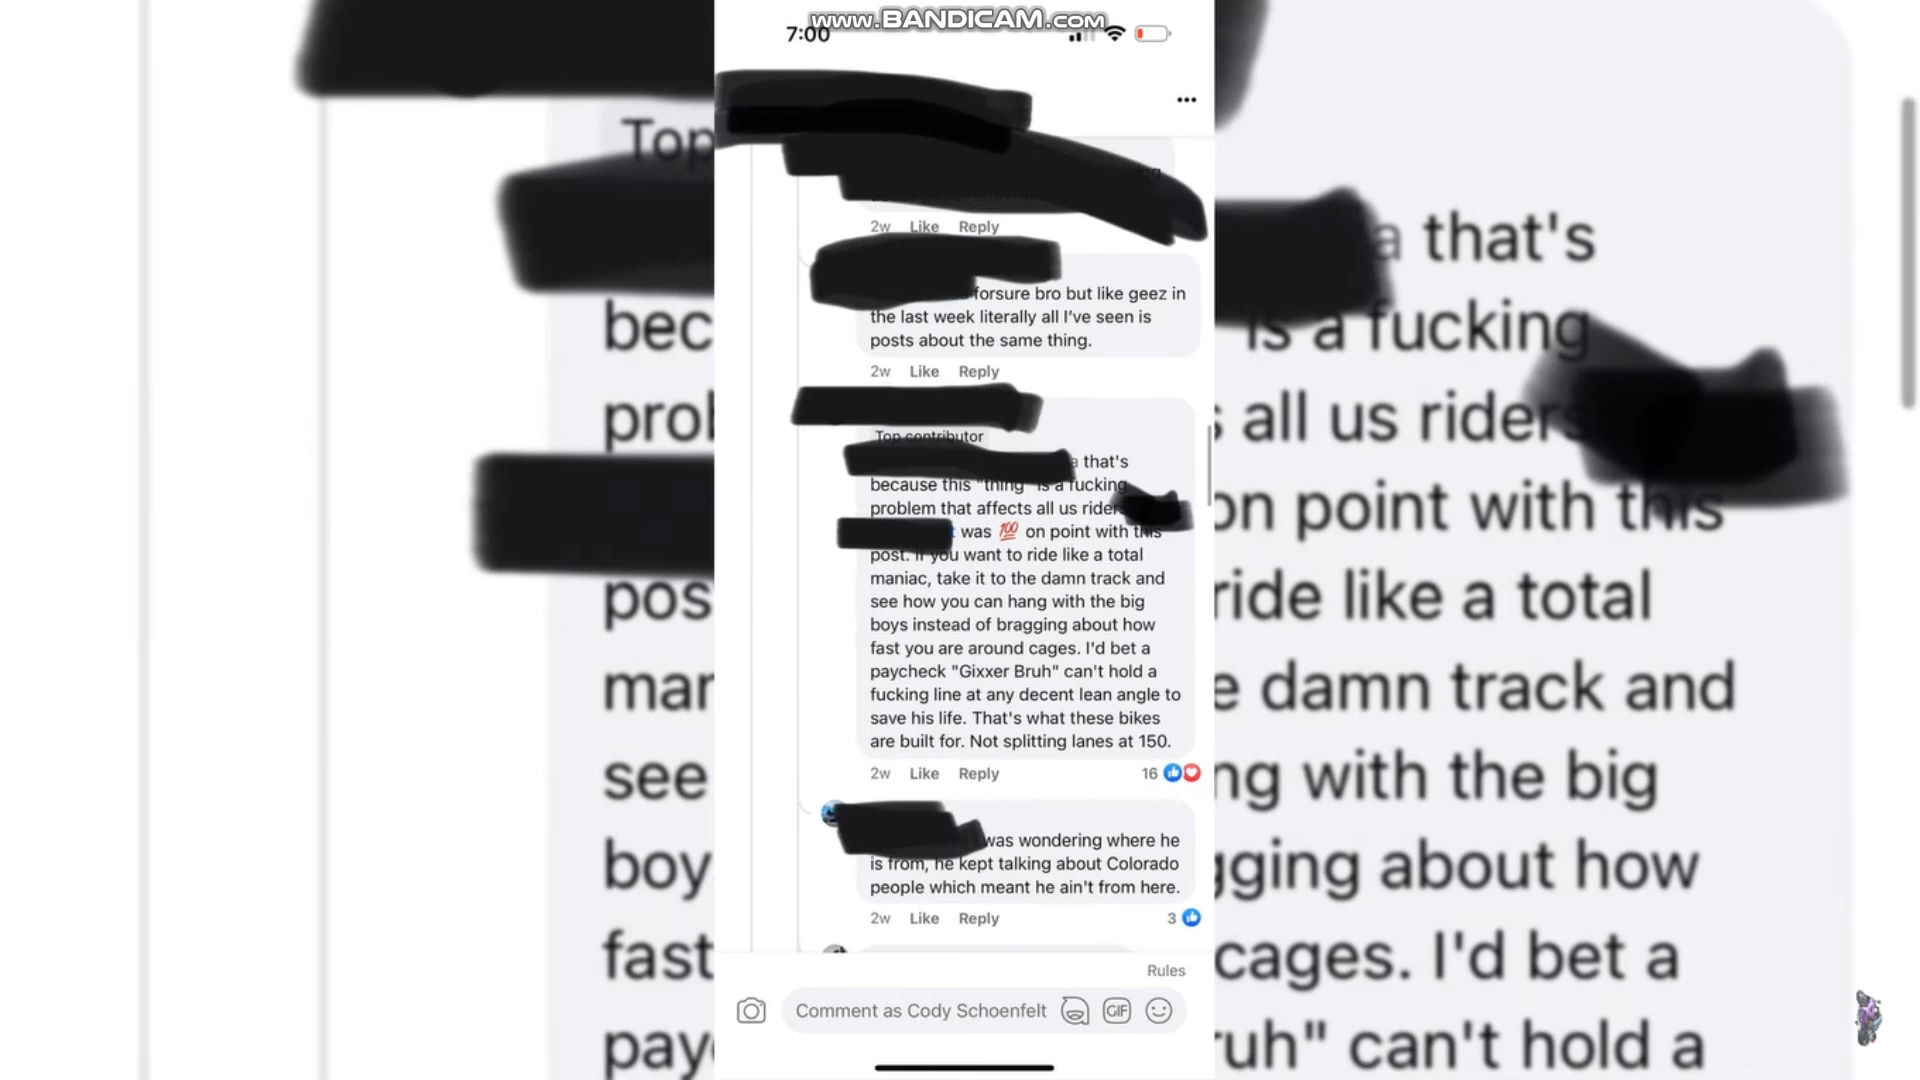 www.BANDICAM.com
7:00
2w Like Reply
forsure bro but like geez in
the last week literally all I've seen is
posts about the same thing.
2w Like Reply
Top contributor
a that's
because this "thing" is a fucking
problem that affects all us riders
t was 💯 on point with this
post. If you want to ride like a total
maniac, take it to the damn track and
see how you can hang with the big
boys instead of bragging about how
fast you are around cages. I'd bet a
paycheck "Gixxer Bruh" can't hold a
fucking line at any decent lean angle to
save his life. That's what these bikes
are built for. Not splitting lanes at 150.
2w Like Reply 16
I was wondering where he
is from, he kept talking about Colorado
people which meant he ain't from here.
2w Like Reply 3
Rules
Comment as Cody Schoenfelt GIF
Top
a that's
bec is a fucking
prob s all us riders
on point with this
pos ride like a total
mar e damn track and
see ng with the big
boy gging about how
fast cages. I'd bet a
payc ruh" can't hold a